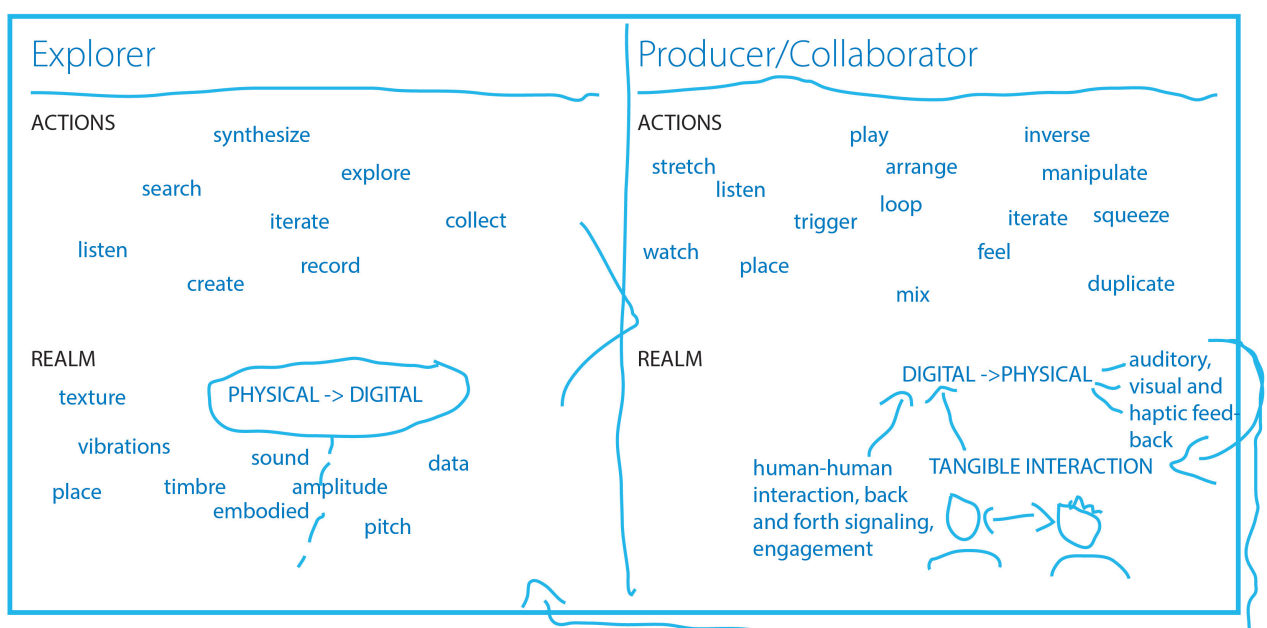 Explorer
ACTIONS
synthesize
explore
search
iterate
collect
listen
record
create
REALM
PHYSICAL -> DIGITAL
texture
vibrations
sound
data
place
timbre
amplitude
embodied
pitch
Producer/Collaborator
ACTIONS
play
inverse
stretch
arrange
manipulate
listen
loop
trigger
iterate
squeeze
watch
feel
place
duplicate
mix
REALM
DIGITAL ->PHYSICAL
auditory,
visual and
haptic feed-
back
human-human
interaction, back
and forth signaling,
engagement
TANGIBLE INTERACTION